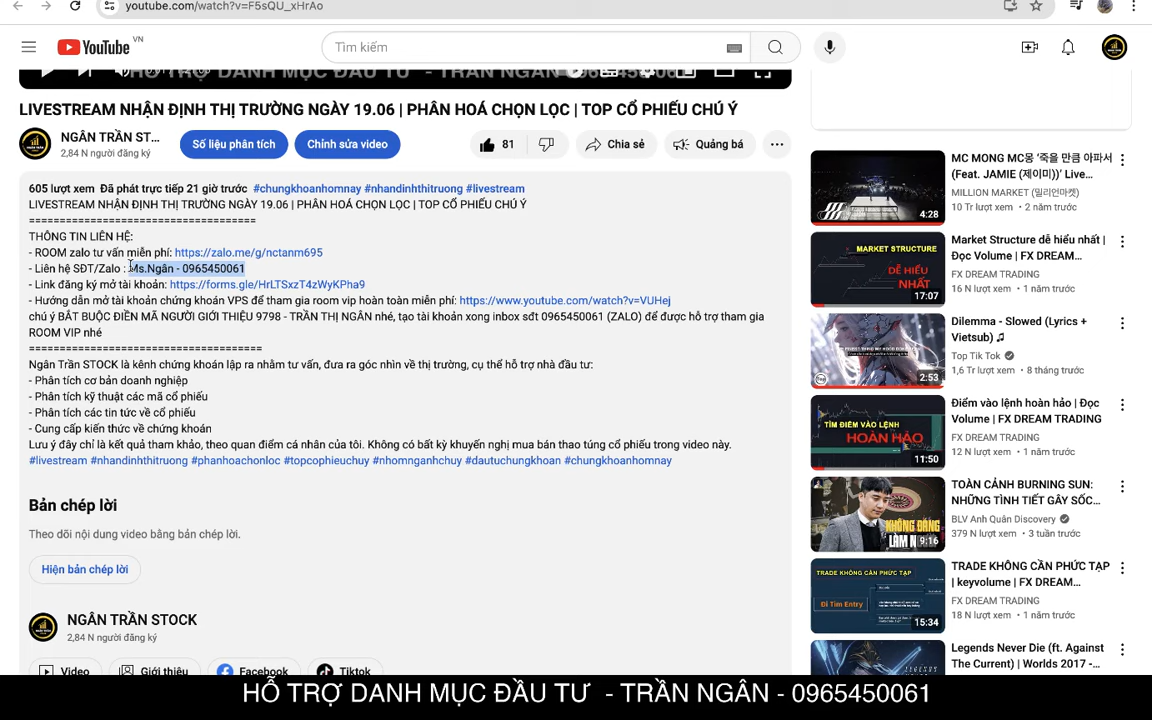 youtube.com/watch?v=F5sQU_xHrAo
YouTube VN
Tìm kiếm
LIVESTREAM NHẬN ĐỊNH THỊ TRƯỜNG NGÀY 19.06 | PHÂN HOÁ CHỌN LỌC | TOP CỔ PHIẾU CHÚ Ý
NGÂN TRẦN ST...
2,84 N người đăng ký
Số liệu phân tích
Chỉnh sửa video
81
Chia sẻ
Quảng bá
605 lượt xem Đã phát trực tiếp 21 giờ trước #chungkhoanhomnay #nhandinhthitruong #livestream
LIVESTREAM NHẬN ĐỊNH THỊ TRƯỜNG NGÀY 19.06 | PHÂN HOÁ CHỌN LỌC | TOP CỔ PHIẾU CHÚ Ý
===================================
THÔNG TIN LIÊN HỆ:
- ROOM zalo tư vấn miễn phí: https://zalo.me/g/nctanm695
- Liên hệ SĐT/Zalo : Ms.Ngân - 0965450061
- Link đăng ký mở tài khoản: https://forms.gle/HrLTSxzT4zWyKPha9
- Hướng dẫn mở tài khoản chứng khoán VPS để tham gia room vip hoàn toàn miễn phí: https://www.youtube.com/watch?v=VUHej
chú ý BẮT BUỘC ĐIỀN MÃ NGƯỜI GIỚI THIỆU 9798 - TRẦN THỊ NGÂN nhé, tạo tài khoản xong inbox sđt 0965450061 (ZALO) để được hỗ trợ tham gia
ROOM VIP nhé
====================================
Ngân Trần STOCK là kênh chứng khoán lập ra nhằm tư vấn, đưa ra góc nhìn về thị trường, cụ thể hỗ trợ nhà đầu tư:
- Phân tích cơ bản doanh nghiệp
- Phân tích kỹ thuật các mã cổ phiếu
- Phân tích các tin tức về cổ phiếu
- Cung cấp kiến thức về chứng khoán
Lưu ý đây chỉ là kết quả tham khảo, theo quan điểm cá nhân của tôi. Không có bất kỳ khuyến nghị mua bán thao túng cổ phiếu trong video này.
#livestream #nhandinhthitruong #phanhoachonloc #topcophieuchuy #nhomnganhchuy #dautuchungkhoan #chungkhoanhomnay
Bản chép lời
Theo dõi nội dung video bằng bản chép lời.
Hiện bản chép lời
NGÂN TRẦN STOCK
2,84 N người đăng ký
Video
Giới thiệu
Facebook
Tiktok
MC MONG MC몽 '죽을 만큼 아파서
(Feat. JAMIE (제이미))' Live...
MILLION MARKET (밀리언마켓)
10 Tr lượt xem • 2 năm trước
4:28
MARKET STRUCTURE
DỄ HIỂU
NHẤT
17:07
Market Structure dễ hiểu nhất |
Đọc Volume | FX DREAM...
FX DREAM TRADING
16 N lượt xem • 1 năm trước
2:53
Dilemma - Slowed (Lyrics +
Vietsub) ♫
Top Tik Tok
1,6 Tr lượt xem • 8 tháng trước
TÌM ĐIỂM VÀO LỆNH
HOÀN HẢO
11:50
Điểm vào lệnh hoàn hảo | Đọc
Volume | FX DREAM TRADING
FX DREAM TRADING
12 N lượt xem • 1 năm trước
KHÔNG ĐÁNG
LÀM N
9:16
TOÀN CẢNH BURNING SUN:
NHỮNG TÌNH TIẾT GÂY SỐC...
BLV Anh Quân Discovery
379 N lượt xem • 3 tuần trước
TRADE KHÔNG CẦN PHỨC TẠP
Đi Tìm Entry
15:34
TRADE KHÔNG CẦN PHỨC TẠP
| keyvolume | FX DREAM...
FX DREAM TRADING
18 N lượt xem • 1 năm trước
Legends Never Die (ft. Against
The Current) | Worlds 2017 -...
HỖ TRỢ DANH MỤC ĐẦU TƯ - TRẦN NGÂN - 0965450061